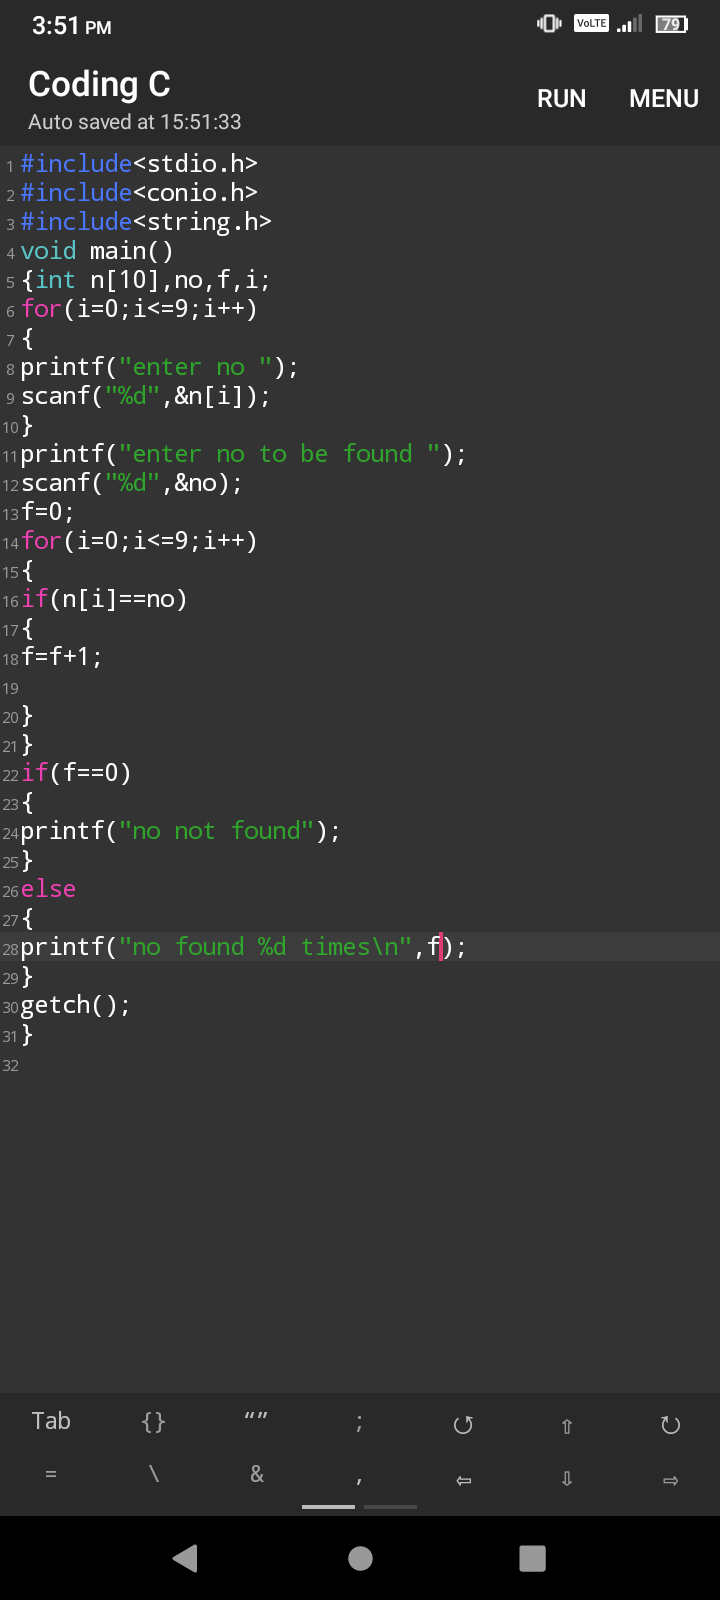 3:51 PM VoLTE 79
Coding C
RUN MENU
Auto saved at 15:51:33
1 #include<stdio.h>
2 #include<conio.h>
3 #include<string.h>
4 void main()
5 {int n[10],no,f,i;
6 for(i=0;i<=9;i++)
7 {
8 printf("enter no ");
9 scanf("%d",&n[i]);
10 }
11 printf("enter no to be found ");
12 scanf("%d",&no);
13 f=0;
14 for(i=0;i<=9;i++)
15 {
16 if(n[i]==no)
17 {
18 f=f+1;
19
20 }
21 }
22 if(f==0)
23 {
24 printf("no not found");
25 }
26 else
27 {
28 printf("no found %d times\n",f);
29 }
30 getch();
31 }
32
Tab {} “” ; ↺ ⇧ ↻
= \ & , ⇦ ⇩ ⇨